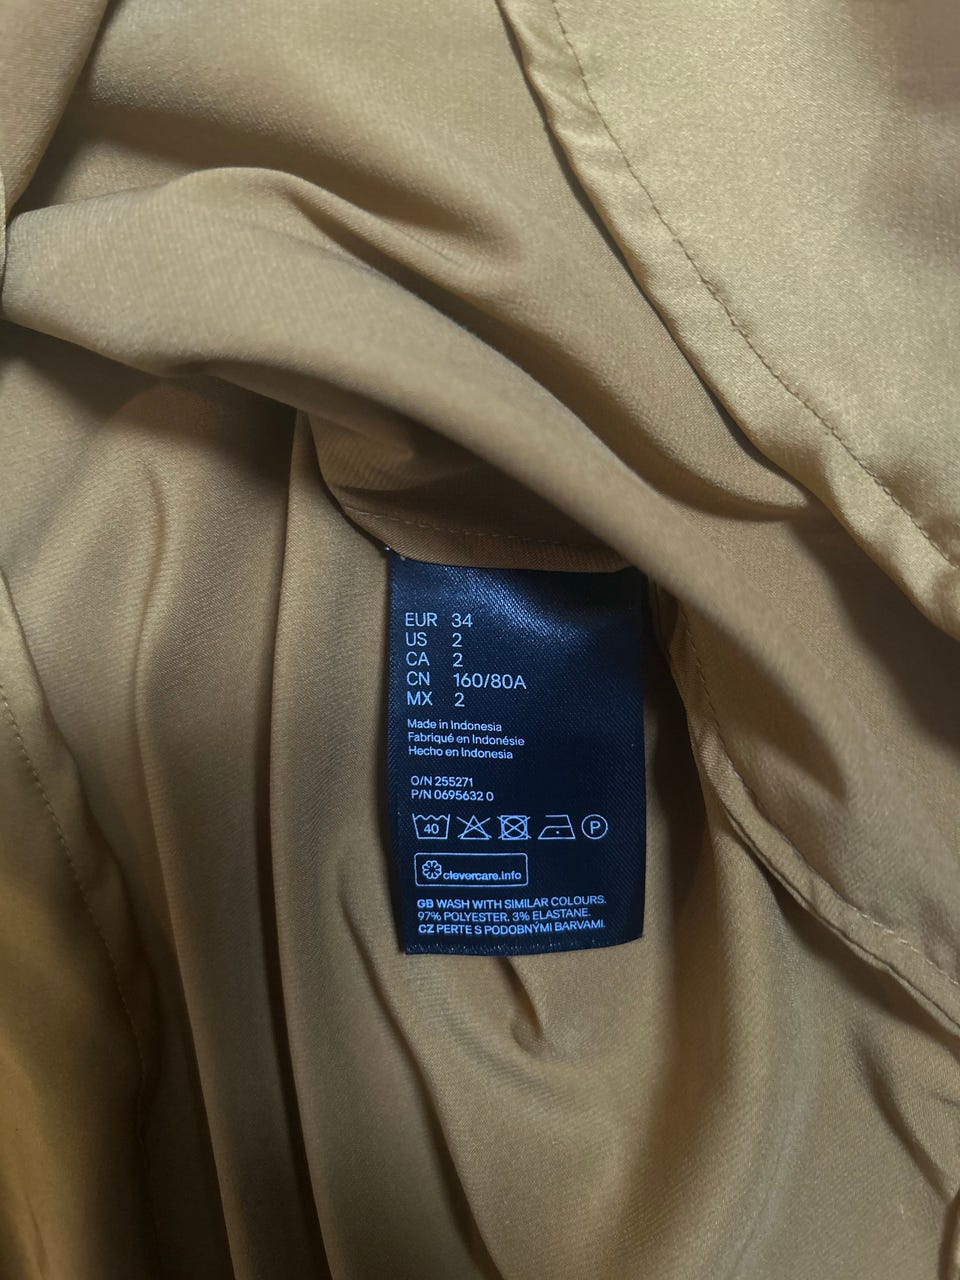 EUR 34
US 2
CA 2
CN 160/80A
MX 2
Made in Indonesia
Fabriqué en Indonésie
Hecho en Indonesia
O/N 255271
P/N 0695632 0
40 P
clevercare.info
GB WASH WITH SIMILAR COLOURS.
97% POLYESTER. 3% ELASTANE.
CZ PERTE S PODOBNÝMI BARVAMI.